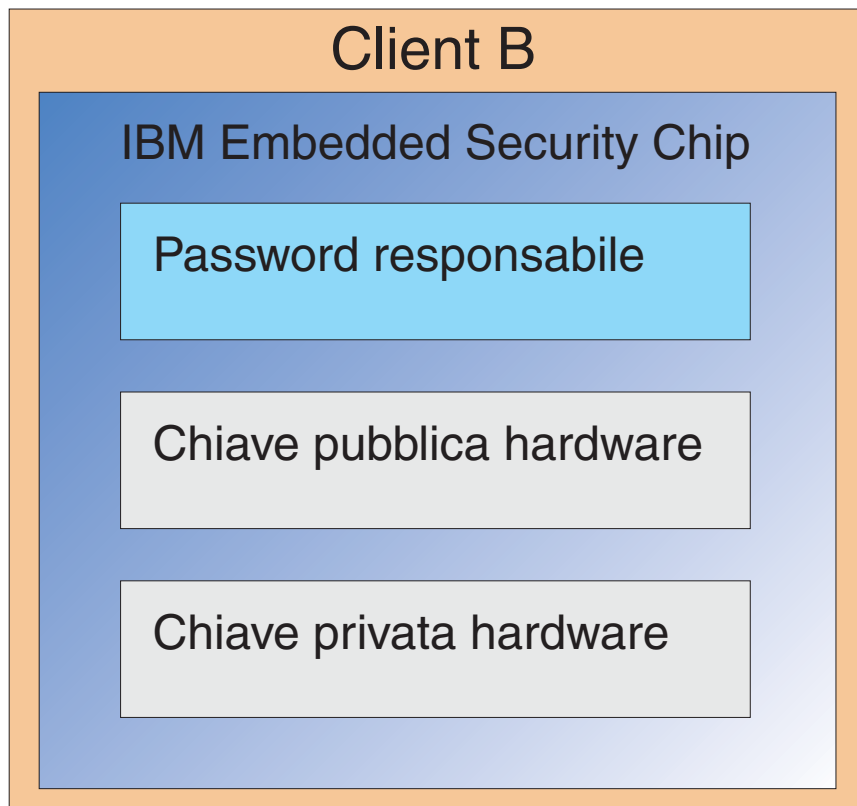 Client B
IBM Embedded Security Chip
Password responsabile
Chiave pubblica hardware
Chiave privata hardware